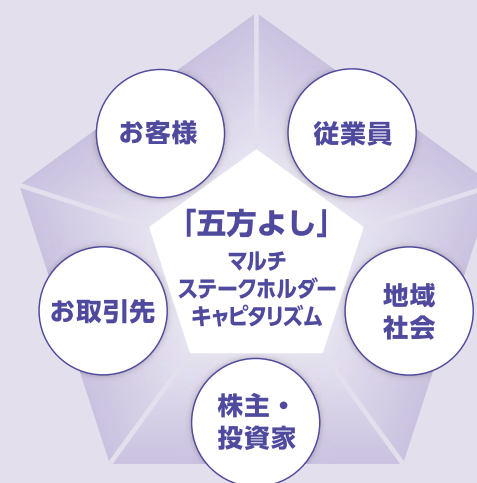 お客様
従業員
「五方よし」
マルチ
ステークホルダー
キャピタリズム
お取引先
地域
社会
株主・
投資家